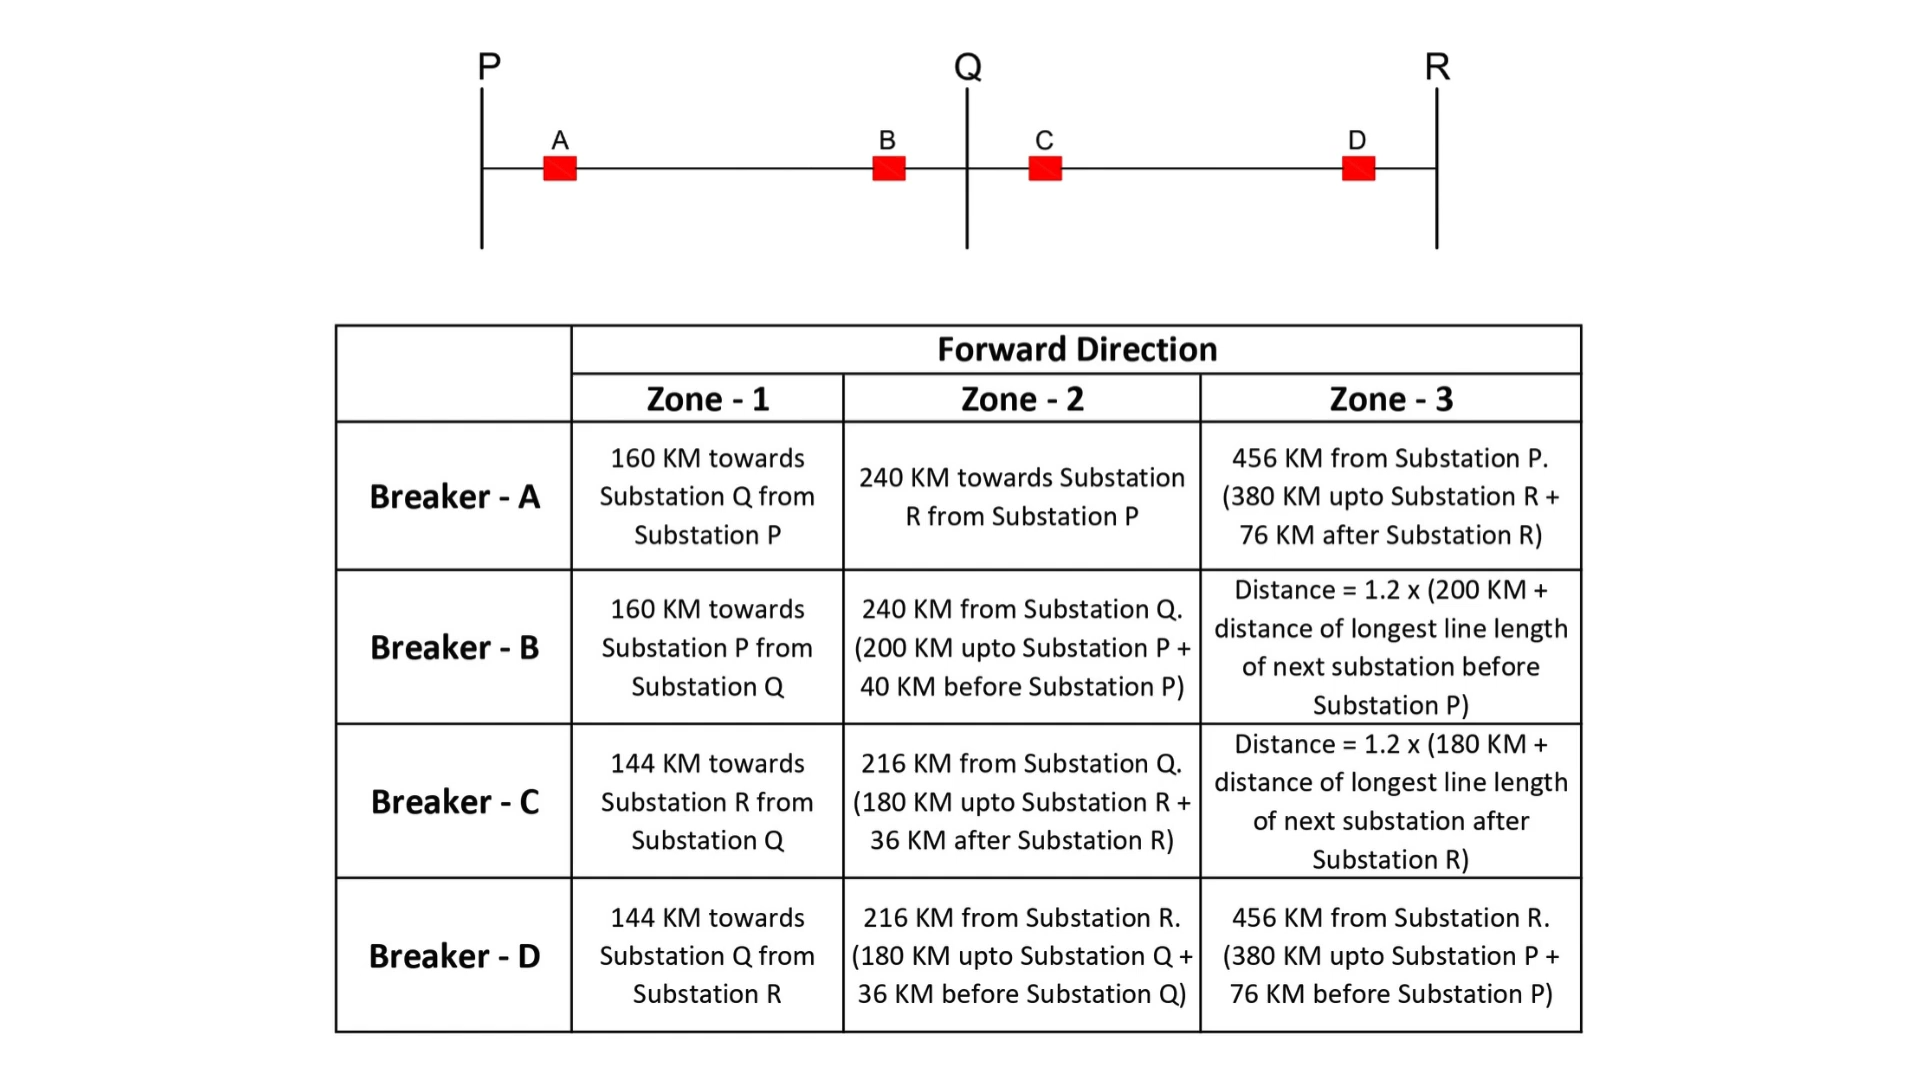 P Q R
A B C D
Forward Direction
Zone - 1 Zone - 2 Zone - 3
Breaker - A
160 KM towards
Substation Q from
Substation P
240 KM towards Substation
R from Substation P
456 KM from Substation P.
(380 KM upto Substation R +
76 KM after Substation R)
Breaker - B
160 KM towards
Substation P from
Substation Q
240 KM from Substation Q.
(200 KM upto Substation P +
40 KM before Substation P)
Distance = 1.2 x (200 KM +
distance of longest line length
of next substation before
Substation P)
Breaker - C
144 KM towards
Substation R from
Substation Q
216 KM from Substation Q.
(180 KM upto Substation R +
36 KM after Substation R)
Distance = 1.2 x (180 KM +
distance of longest line length
of next substation after
Substation R)
Breaker - D
144 KM towards
Substation Q from
Substation R
216 KM from Substation R.
(180 KM upto Substation Q +
36 KM before Substation Q)
456 KM from Substation R.
(380 KM upto Substation P +
76 KM before Substation P)